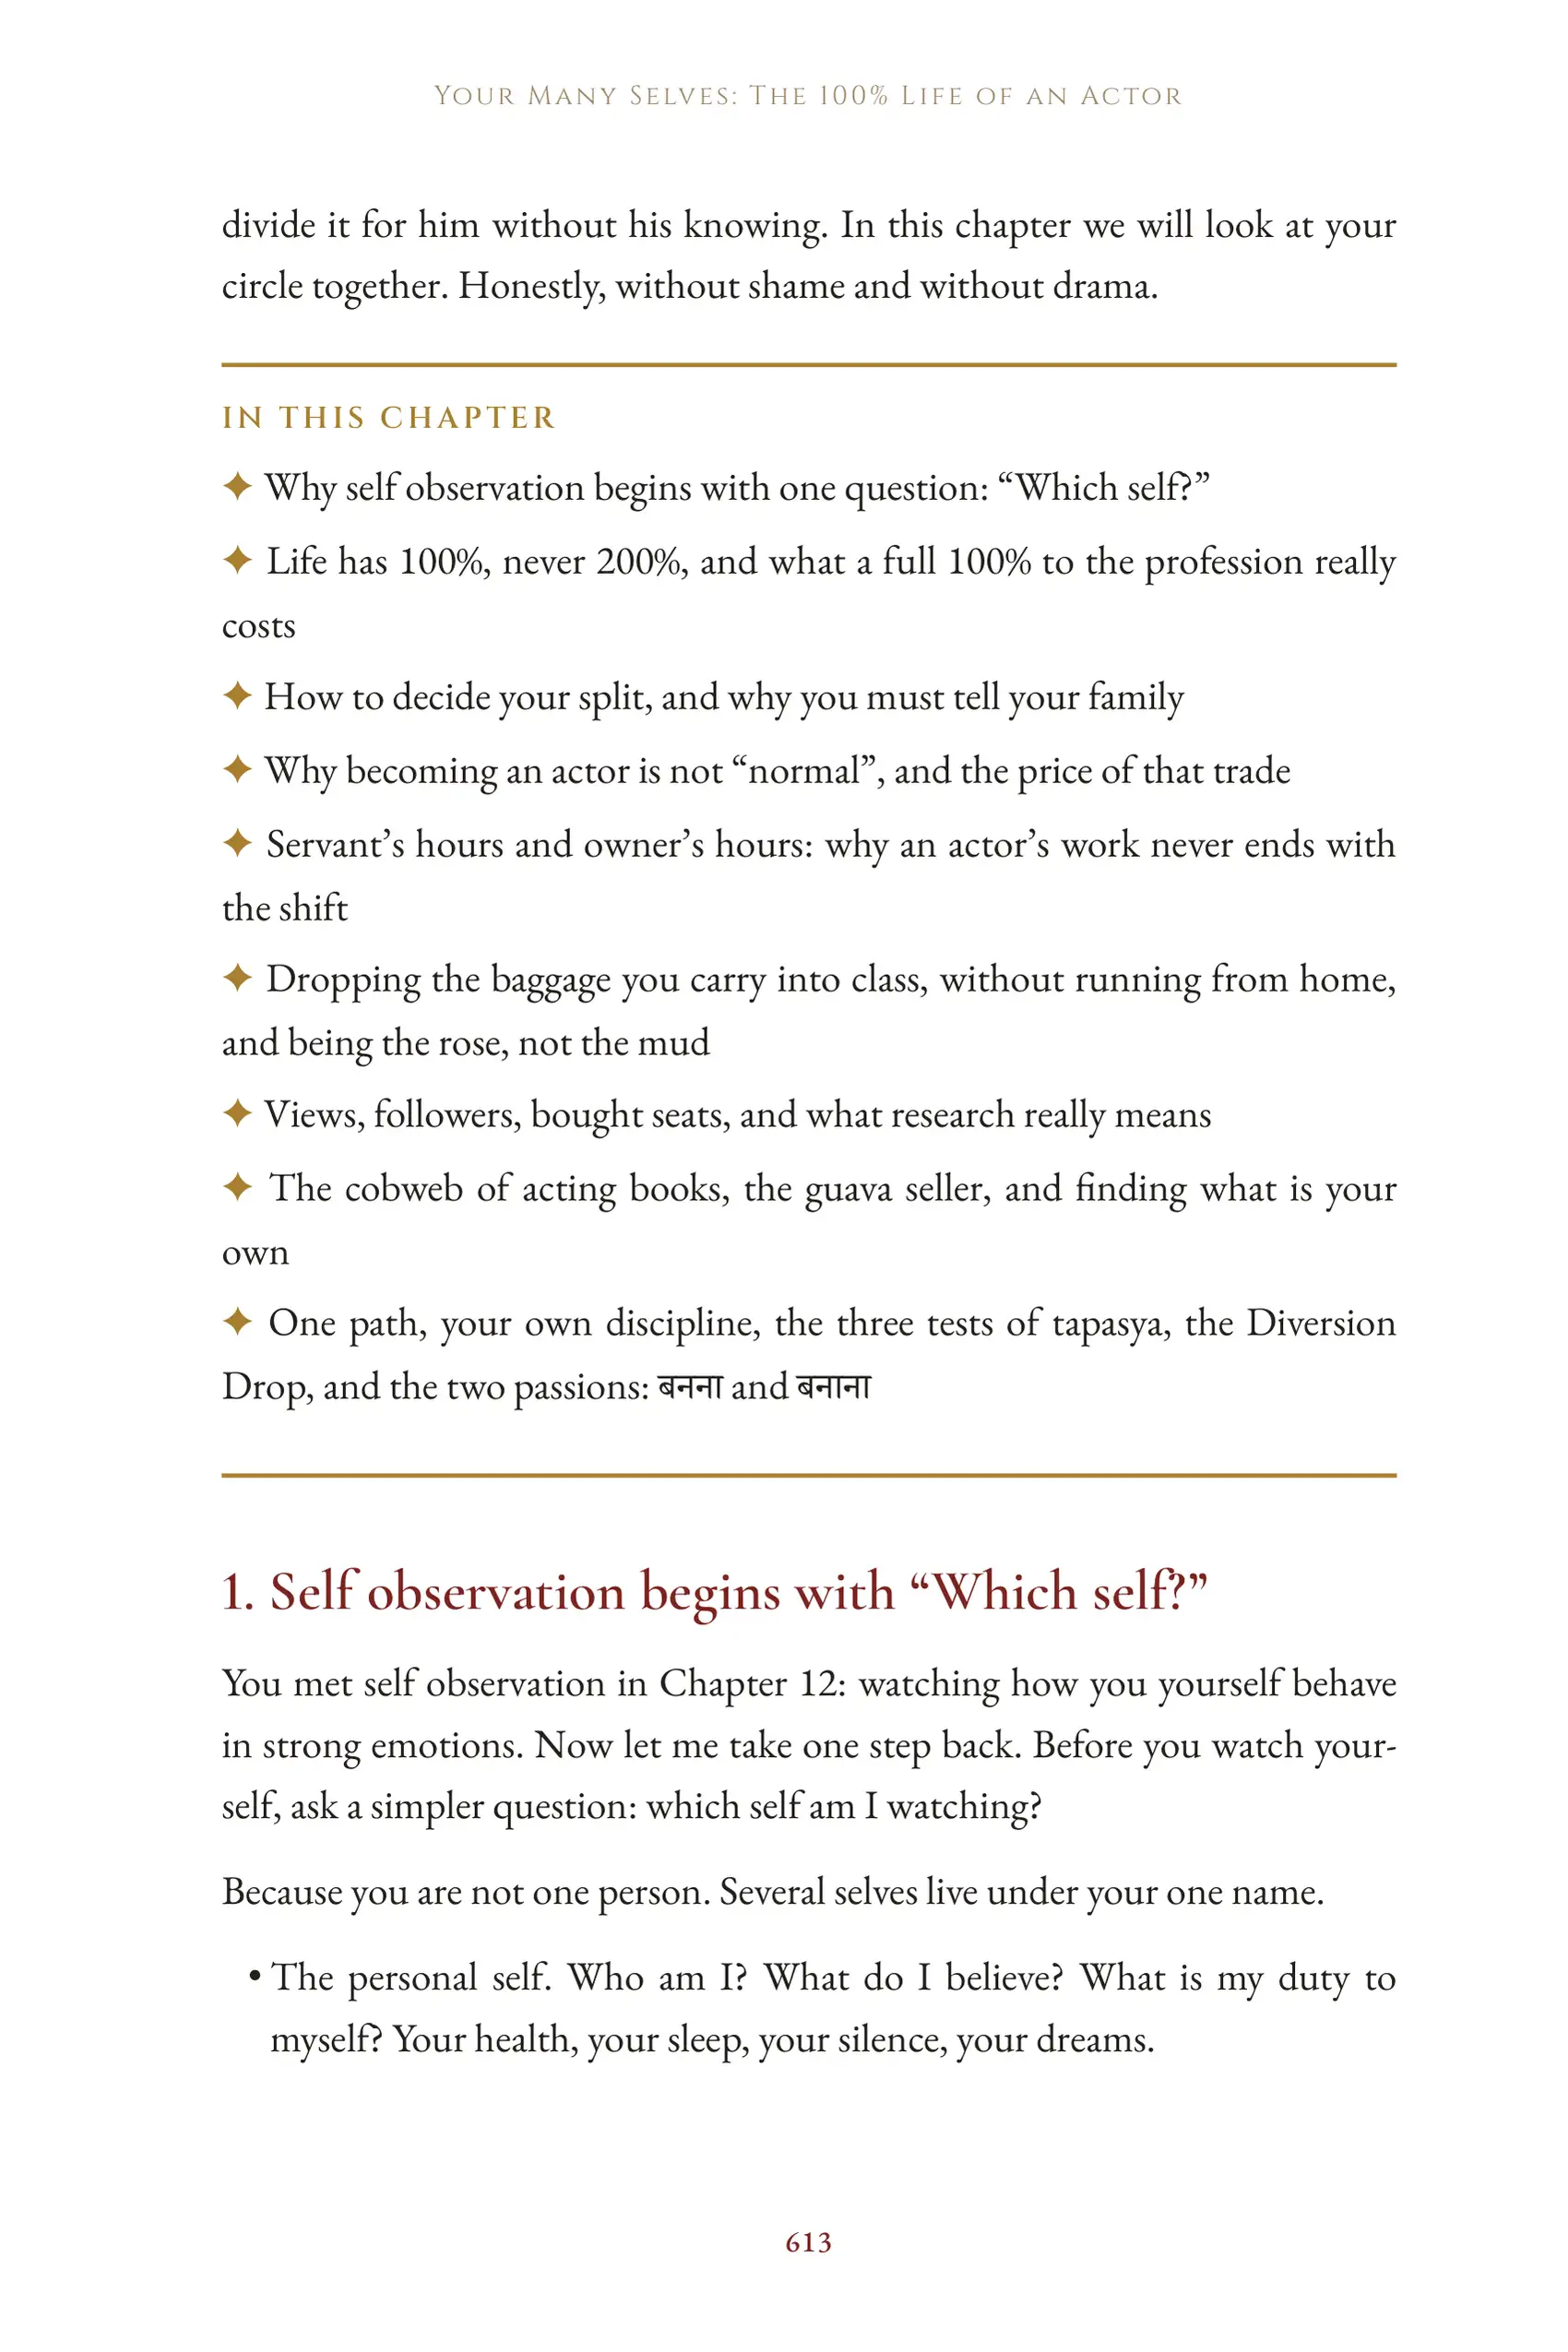 Your Many Selves: The 100% Life of an Actor
divide it for him without his knowing. In this chapter we will look at your
circle together. Honestly, without shame and without drama.
IN THIS CHAPTER
✦ Why self observation begins with one question: “Which self?”
✦ Life has 100%, never 200%, and what a full 100% to the profession really
costs
✦ How to decide your split, and why you must tell your family
✦ Why becoming an actor is not “normal”, and the price of that trade
✦ Servant’s hours and owner’s hours: why an actor’s work never ends with
the shift
✦ Dropping the baggage you carry into class, without running from home,
and being the rose, not the mud
✦ Views, followers, bought seats, and what research really means
✦ The cobweb of acting books, the guava seller, and finding what is your
own
✦ One path, your own discipline, the three tests of tapasya, the Diversion
Drop, and the two passions: बनना and बनाना
1. Self observation begins with “Which self?”
You met self observation in Chapter 12: watching how you yourself behave
in strong emotions. Now let me take one step back. Before you watch your-
self, ask a simpler question: which self am I watching?
Because you are not one person. Several selves live under your one name.
• The personal self. Who am I? What do I believe? What is my duty to
myself? Your health, your sleep, your silence, your dreams.
613